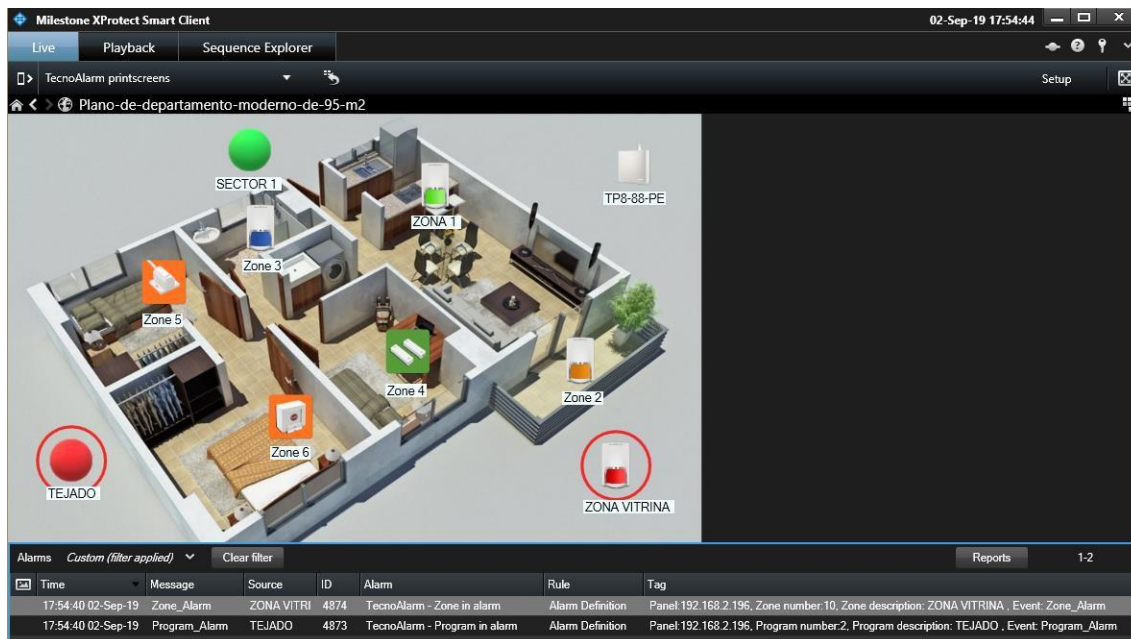 Milestone XProtect Smart Client 02-Sep-19 17:54:44
Live Playback Sequence Explorer
TecnoAlarm printscreens Setup
Plano-de-departamento-moderno-de-95-m2
SECTOR 1
TP8-88-PE
ZONA 1
Zone 3
Zone 5
Zone 4
Zone 2
Zone 6
TEJADO
ZONA VITRINA
Alarms Custom (filter applied) Clear filter Reports 1-2
Time Message Source ID Alarm Rule Tag
17:54:40 02-Sep-19 Zone_Alarm ZONA VITRI 4874 TecnoAlarm - Zone in alarm Alarm Definition Panel:192.168.2.196, Zone number:10, Zone description: ZONA VITRINA , Event: Zone_Alarm
17:54:40 02-Sep-19 Program_Alarm TEJADO 4873 TecnoAlarm - Program in alarm Alarm Definition Panel:192.168.2.196, Program number:2, Program description: TEJADO , Event: Program_Alarm